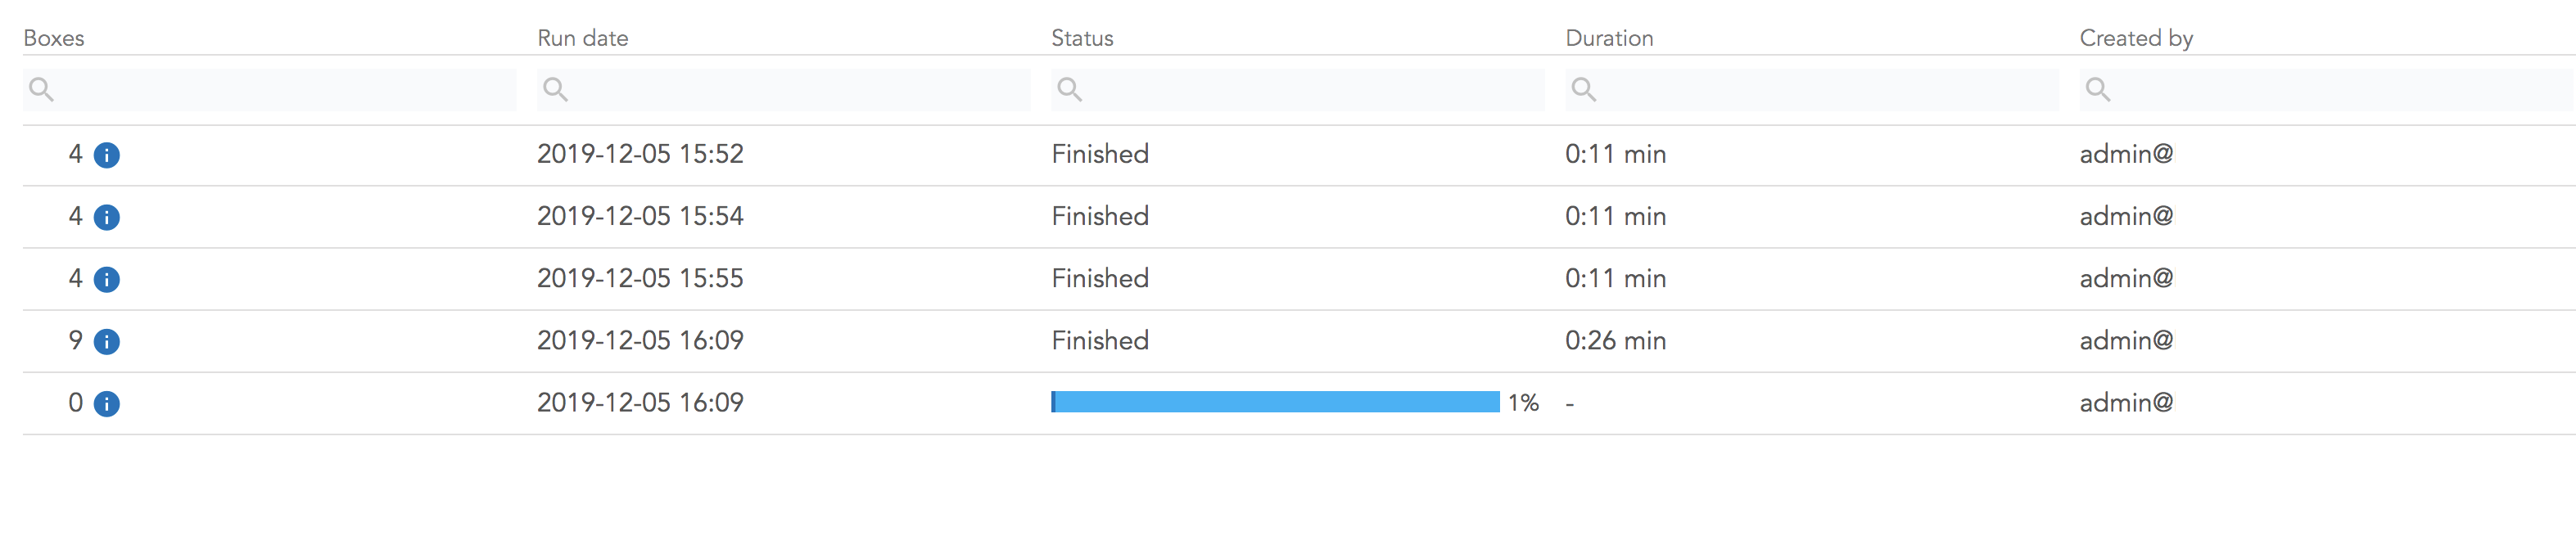 Boxes Run date Status Duration Created by
4 2019-12-05 15:52 Finished 0:11 min admin@
4 2019-12-05 15:54 Finished 0:11 min admin@
4 2019-12-05 15:55 Finished 0:11 min admin@
9 2019-12-05 16:09 Finished 0:26 min admin@
0 2019-12-05 16:09 1% - admin@